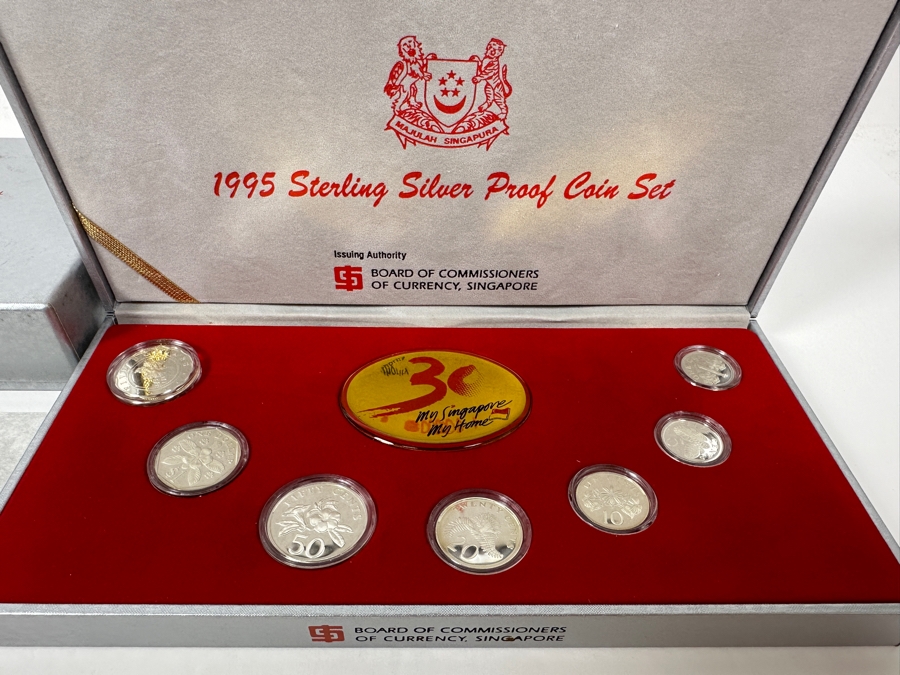 MAJULAH SINGAPURA
1995 Sterling Silver Proof Coin Set
Issuing Authority
BOARD OF COMMISSIONERS
OF CURRENCY, SINGAPORE
30
My Singapore
My Home
50
10
BOARD OF COMMISSIONERS
OF CURRENCY, SINGAPORE